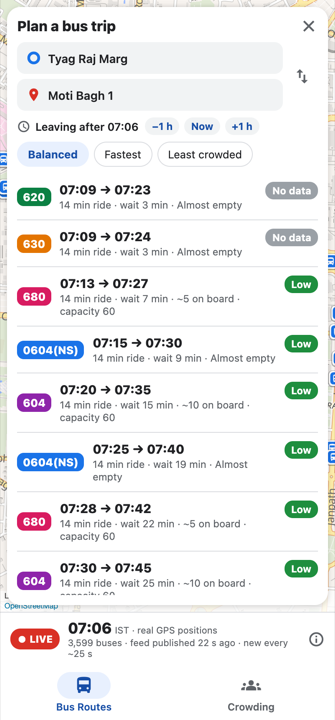 Plan a bus trip
Tyag Raj Marg
Moti Bagh 1
Leaving after 07:06
−1 h
Now
+1 h
Balanced
Fastest
Least crowded
620
07:09 → 07:23
No data
14 min ride · wait 3 min · Almost empty
630
07:09 → 07:24
No data
14 min ride · wait 3 min · Almost empty
680
07:13 → 07:27
Low
14 min ride · wait 7 min · ~5 on board ·
capacity 60
0604(NS)
07:15 → 07:30
Low
14 min ride · wait 9 min · Almost empty
604
07:20 → 07:35
Low
14 min ride · wait 15 min · ~10 on board ·
capacity 60
0604(NS)
07:25 → 07:40
Low
14 min ride · wait 19 min · Almost
empty
680
07:28 → 07:42
Low
14 min ride · wait 22 min · ~5 on board ·
capacity 60
604
07:30 → 07:45
Low
14 min ride · wait 25 min · ~10 on board ·
capacity 60
OpenStreetMap
LIVE
07:06 IST · real GPS positions
3,599 buses · feed published 22 s ago · new every
~25 s
Bus Routes
Crowding